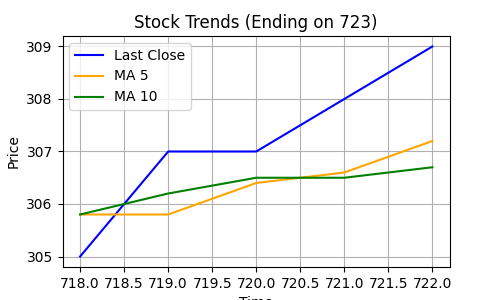 Stock Trends (Ending on 723)
Last Close
MA 5
MA 10
309
308
307
306
305
Price
718.0 718.5 719.0 719.5 720.0 720.5 721.0 721.5 722.0
Time